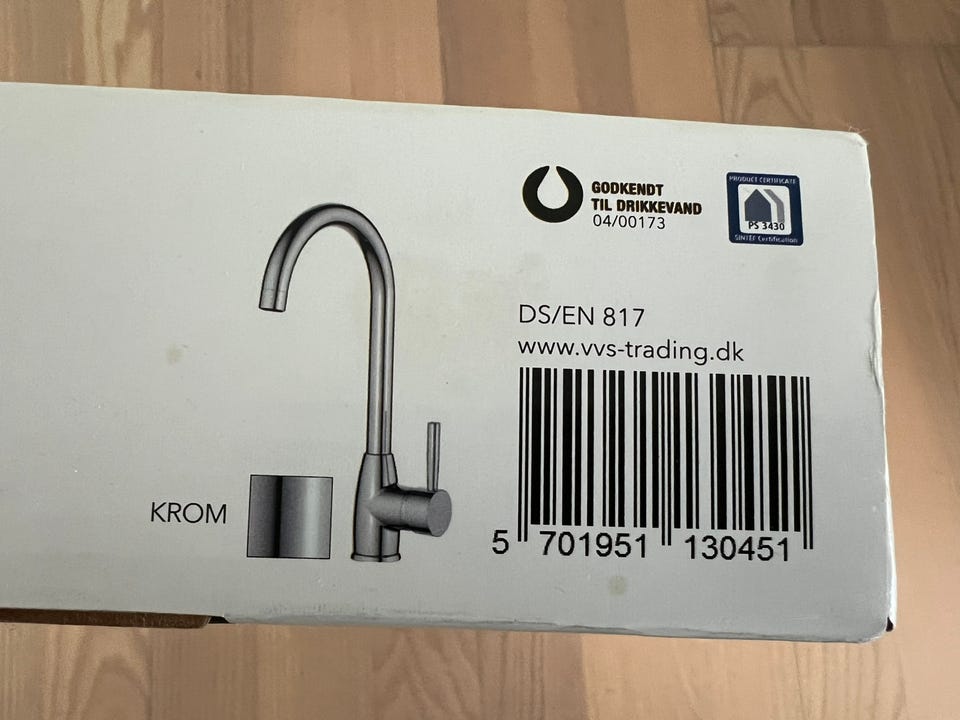 GODKENDT
TIL DRIKKEVAND
04/00173
PRODUCT CERTIFICATE
PS 3430
SINTEF Certification
DS/EN 817
www.vvs-trading.dk
KROM
5 701951 130451